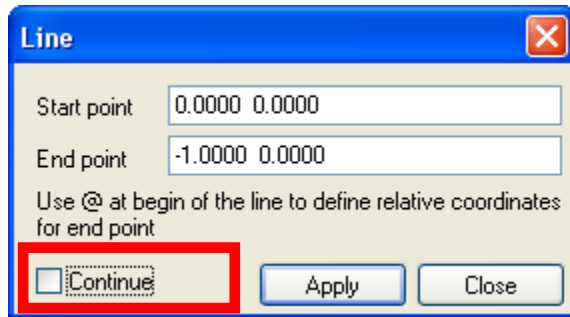 Line
Start point 0.0000 0.0000
End point -1.0000 0.0000
Use @ at begin of the line to define relative coordinates
for end point
Continue Apply Close